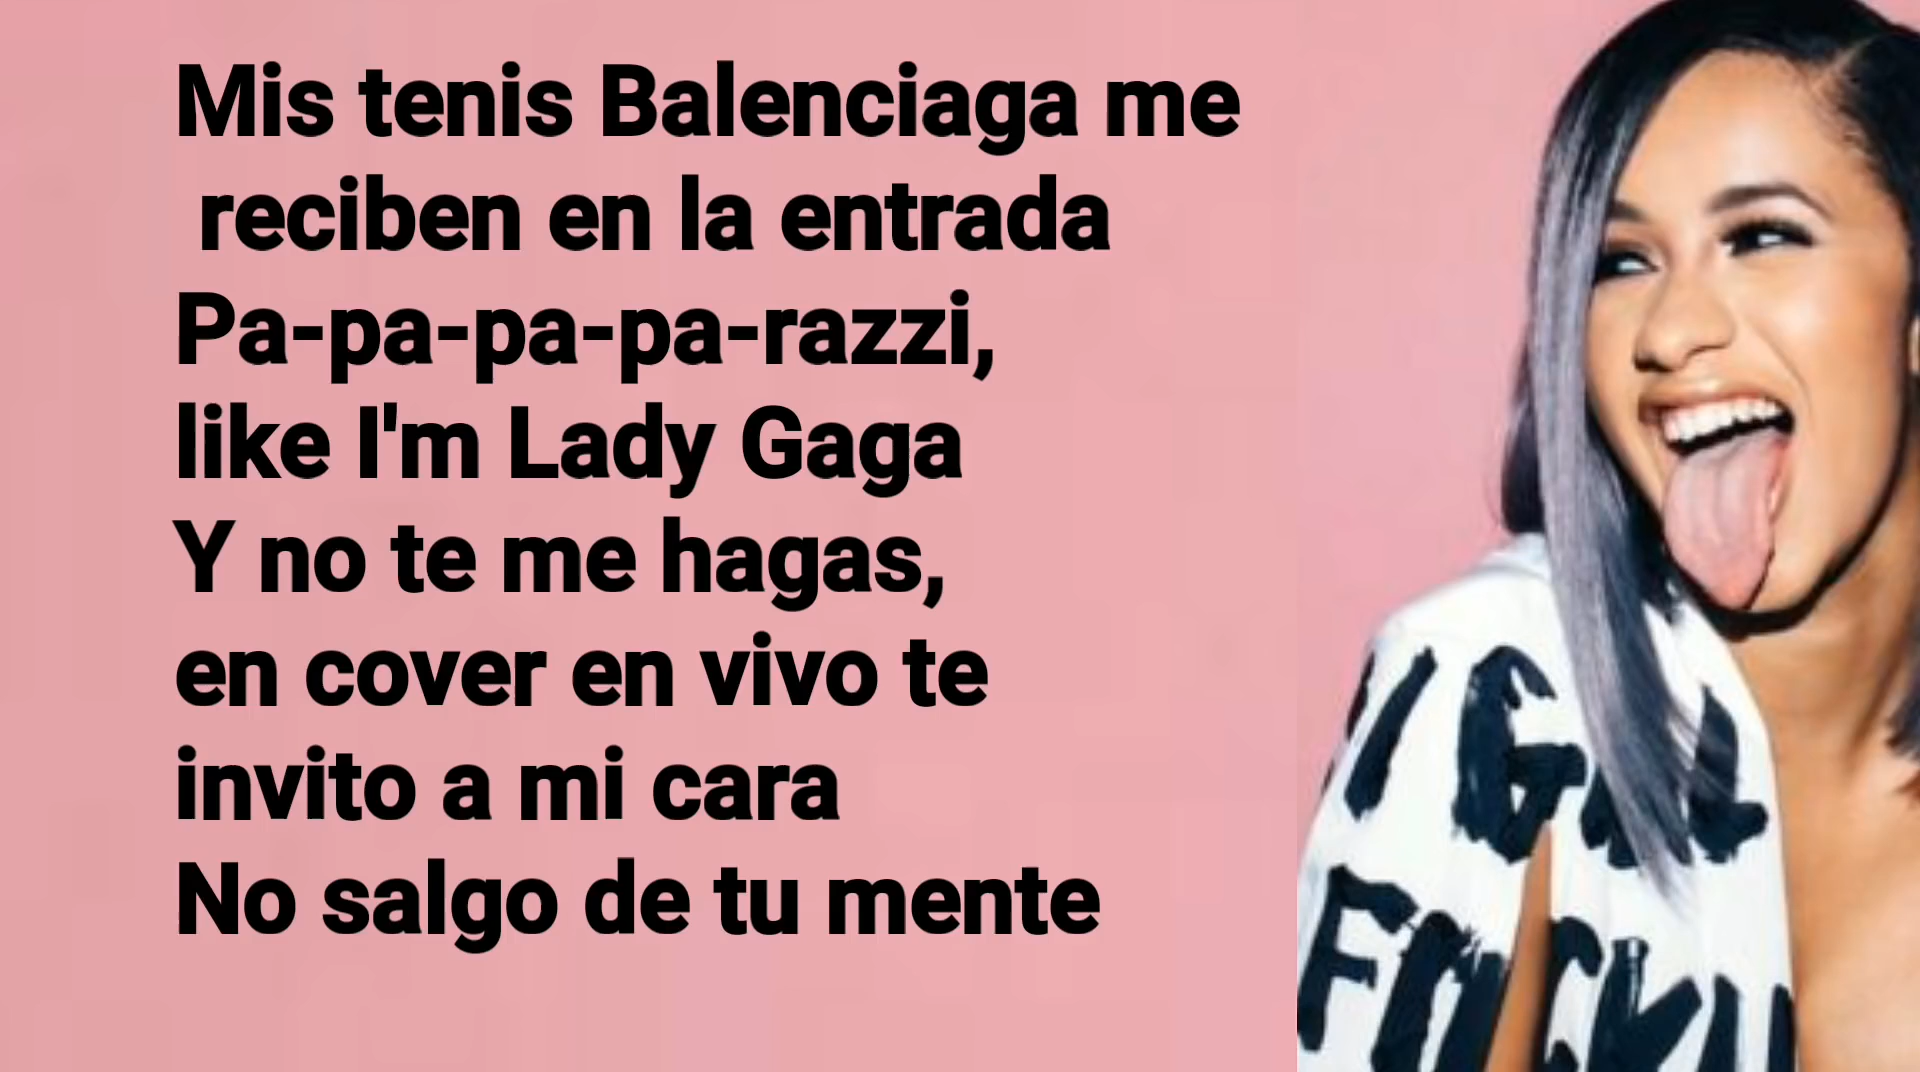 Mis tenis Balenciaga me
reciben en la entrada
Pa-pa-pa-pa-razzi,
like I'm Lady Gaga
Y no te me hagas,
en cover en vivo te
invito a mi cara
No salgo de tu mente